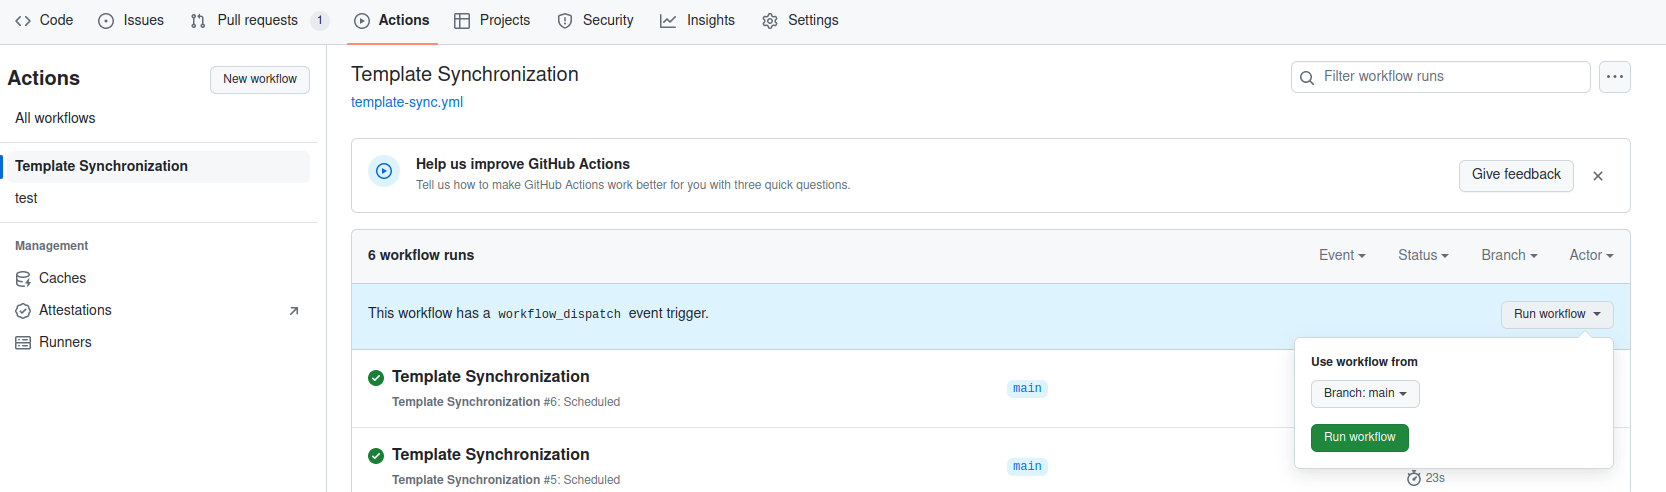 Code Issues Pull requests 1 Actions Projects Security Insights Settings
Actions
New workflow
All workflows
Template Synchronization
test
Management
Caches
Attestations
Runners
Template Synchronization
template-sync.yml
Filter workflow runs
Help us improve GitHub Actions
Tell us how to make GitHub Actions work better for you with three quick questions.
Give feedback
6 workflow runs
Event Status Branch Actor
This workflow has a workflow_dispatch event trigger.
Run workflow
Use workflow from
Branch: main
Run workflow
Template Synchronization
Template Synchronization #6: Scheduled
main
Template Synchronization
Template Synchronization #5: Scheduled
main
23s